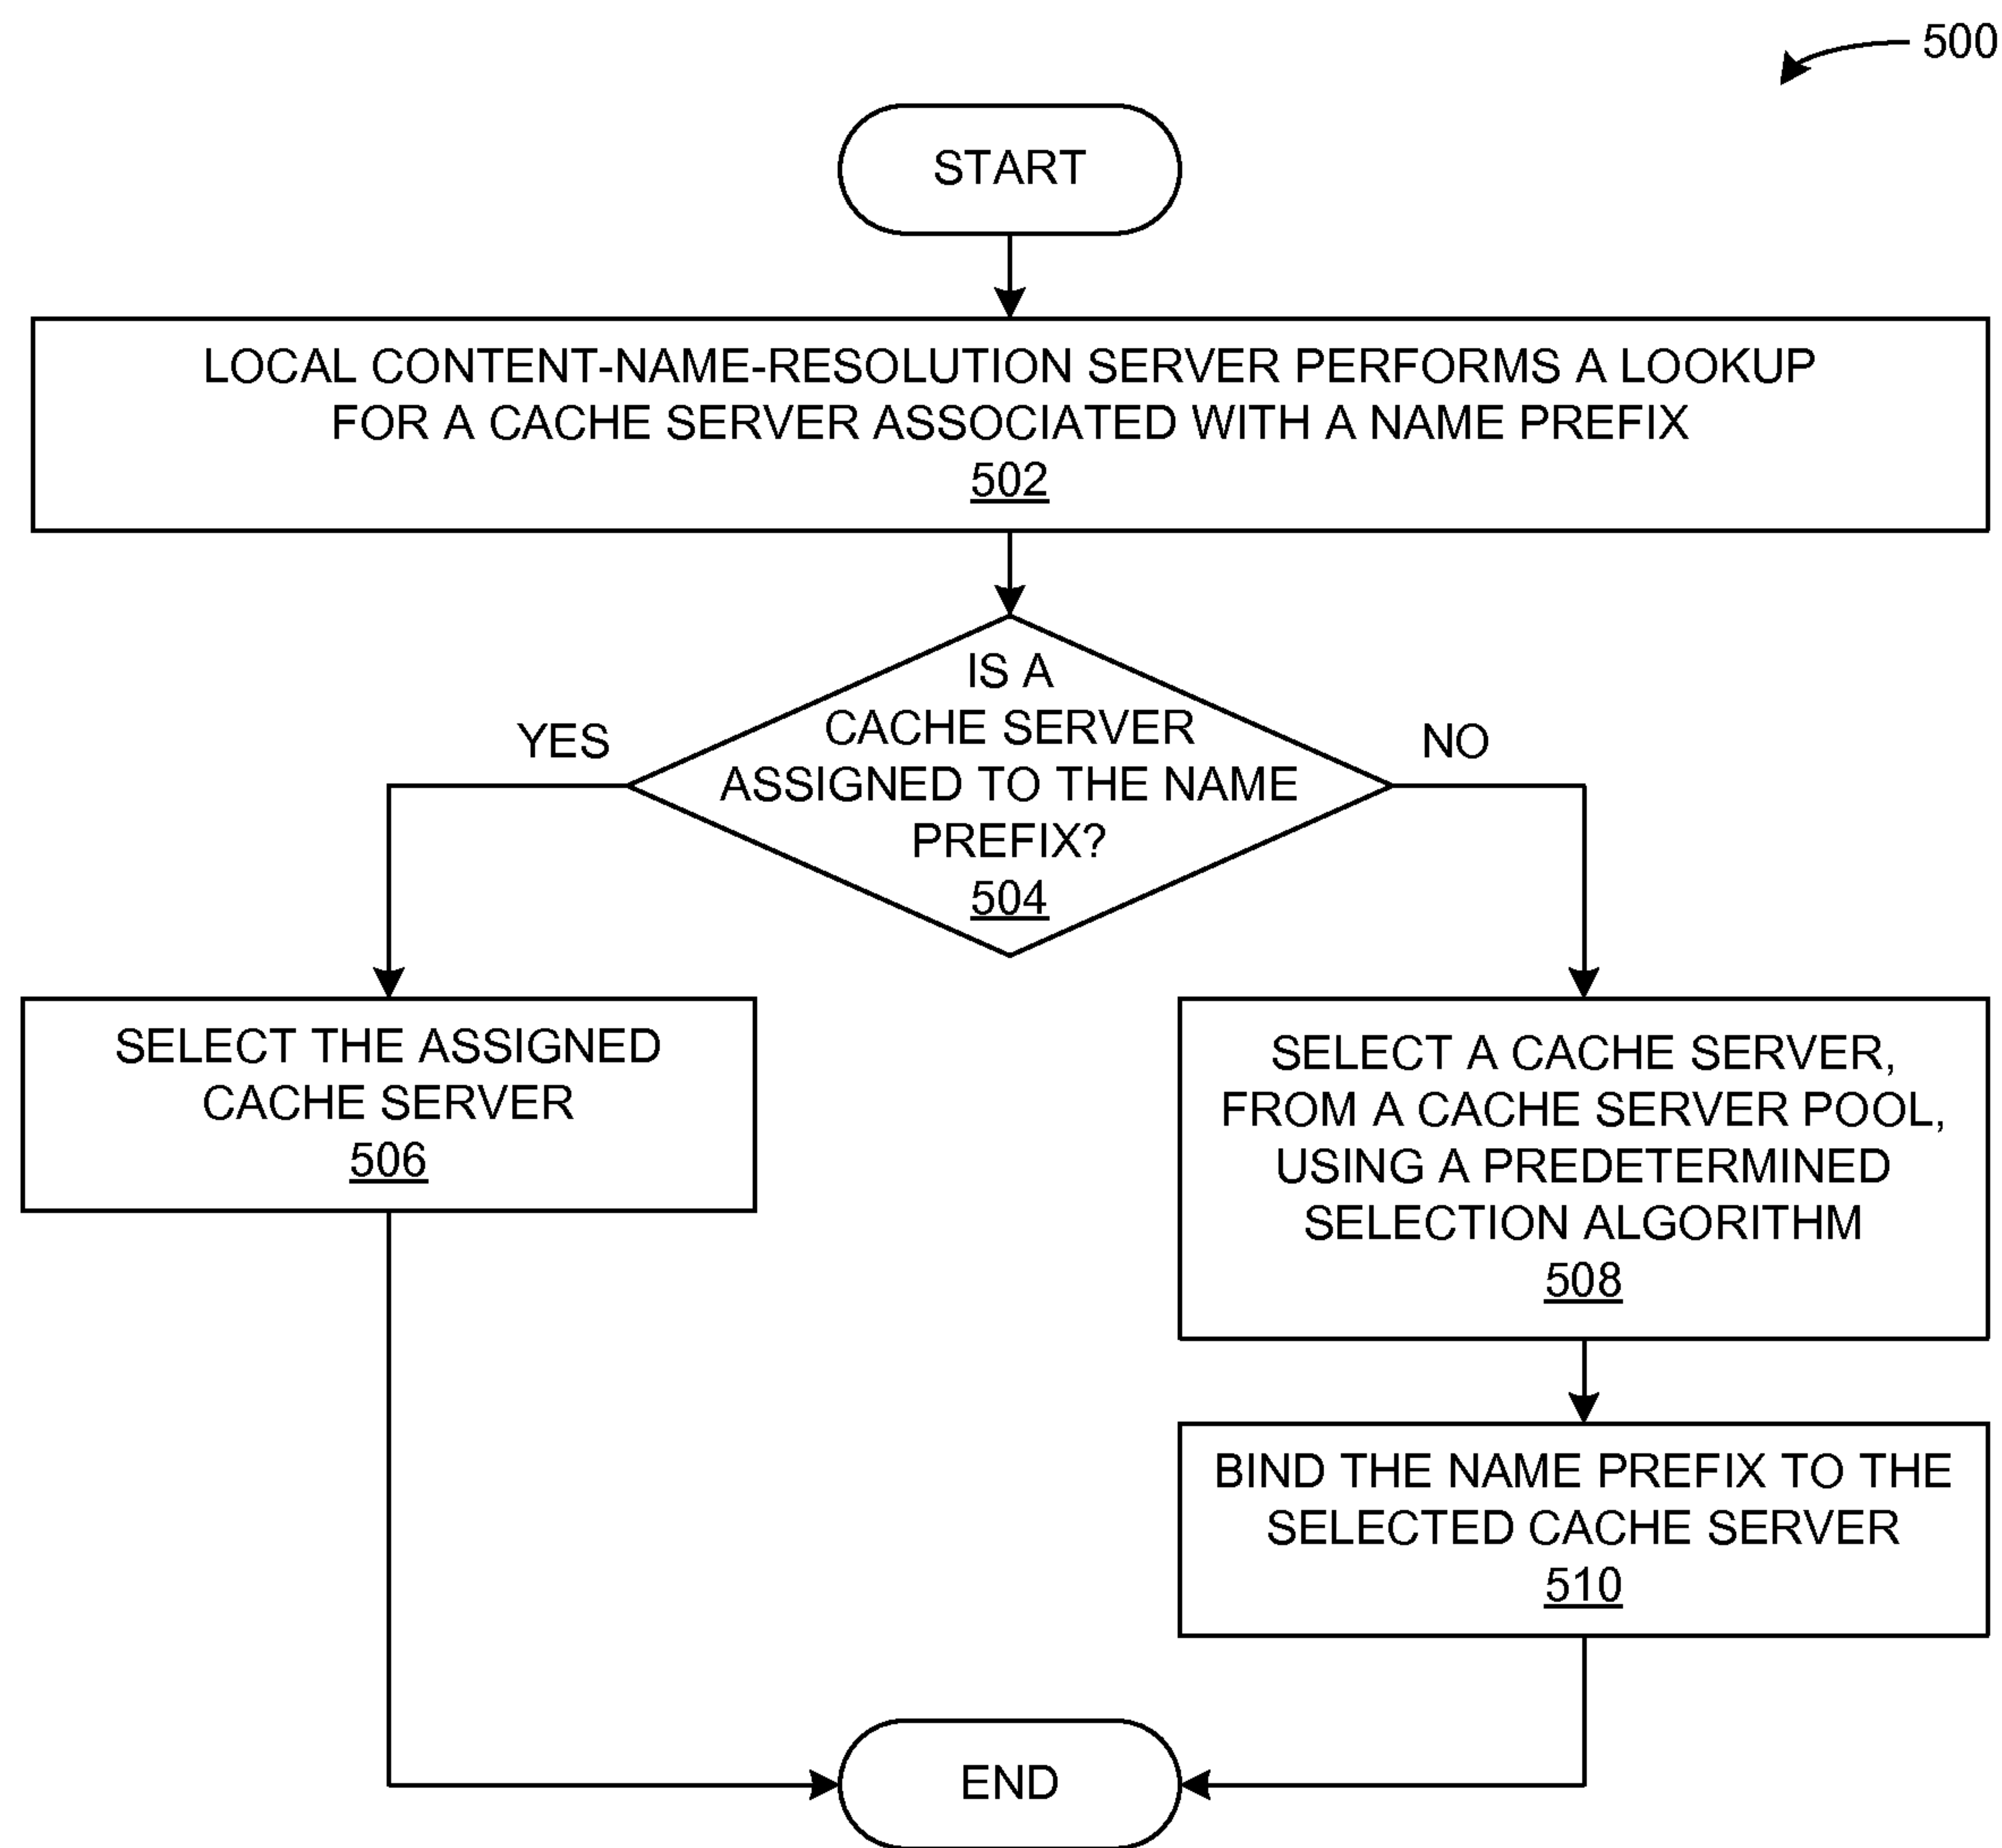 500
START
LOCAL CONTENT-NAME-RESOLUTION SERVER PERFORMS A LOOKUP
FOR A CACHE SERVER ASSOCIATED WITH A NAME PREFIX
502
IS A
CACHE SERVER
ASSIGNED TO THE NAME
PREFIX?
504
YES
NO
SELECT THE ASSIGNED
CACHE SERVER
506
SELECT A CACHE SERVER,
FROM A CACHE SERVER POOL,
USING A PREDETERMINED
SELECTION ALGORITHM
508
BIND THE NAME PREFIX TO THE
SELECTED CACHE SERVER
510
END